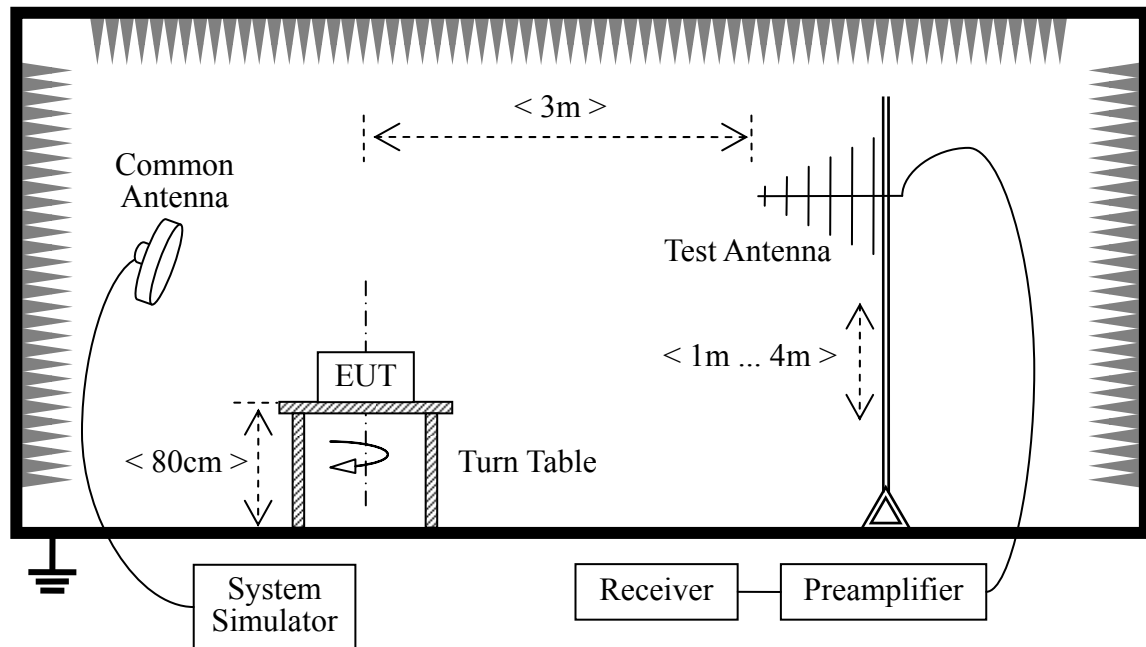 < 3m >
Common
Antenna
Test Antenna
< 1m ... 4m >
EUT
< 80cm >
Turn Table
System
Simulator
Receiver
Preamplifier